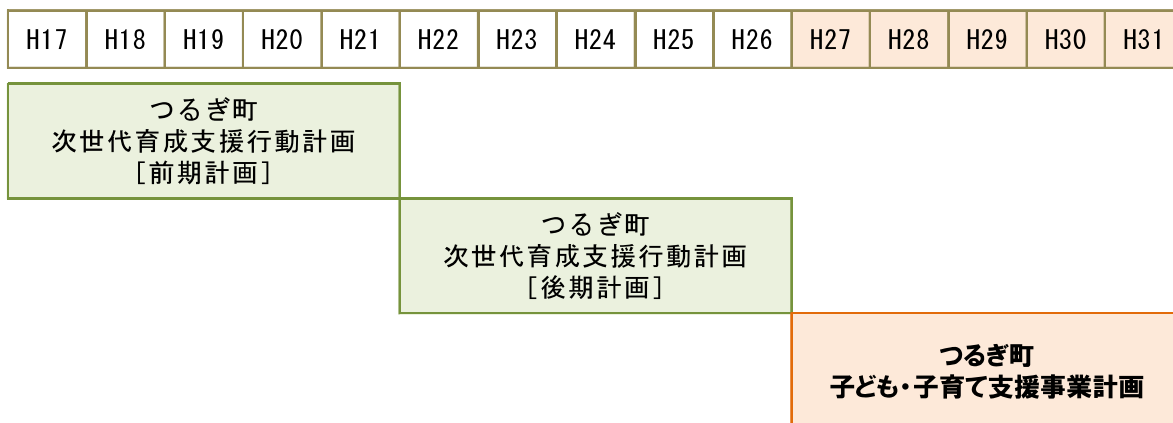 H17 H18 H19 H20 H21 H22 H23 H24 H25 H26 H27 H28 H29 H30 H31
つるぎ町
次世代育成支援行動計画
［前期計画］
つるぎ町
次世代育成支援行動計画
［後期計画］
つるぎ町
子ども・子育て支援事業計画